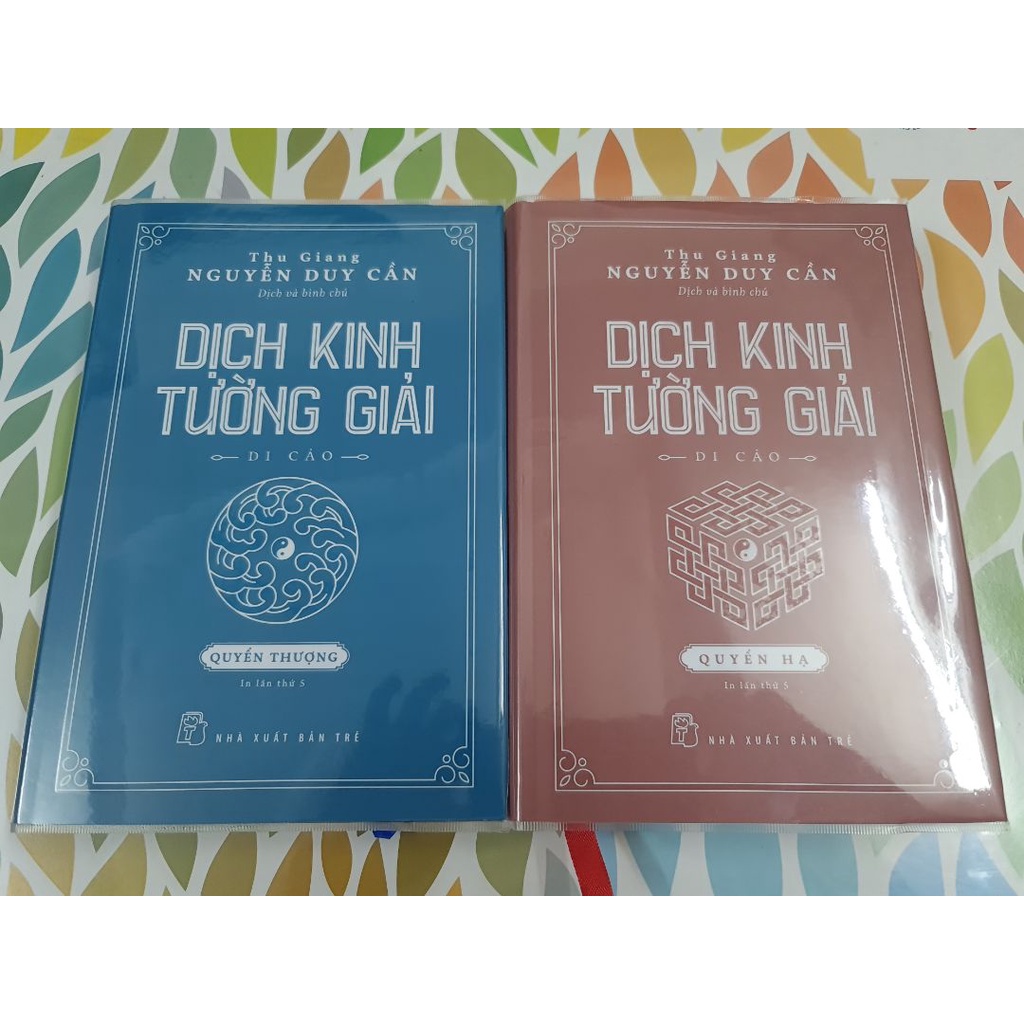 Thu Giang
NGUYỄN DUY CẦN
Dịch và bình chú
DỊCH KINH
TƯỜNG GIẢI
DI CẢO
QUYỂN THƯỢNG
In lần thứ 5
NHÀ XUẤT BẢN TRẺ
Thu Giang
NGUYỄN DUY CẦN
Dịch và bình chú
DỊCH KINH
TƯỜNG GIẢI
DI CẢO
QUYỂN HẠ
In lần thứ 5
NHÀ XUẤT BẢN TRẺ